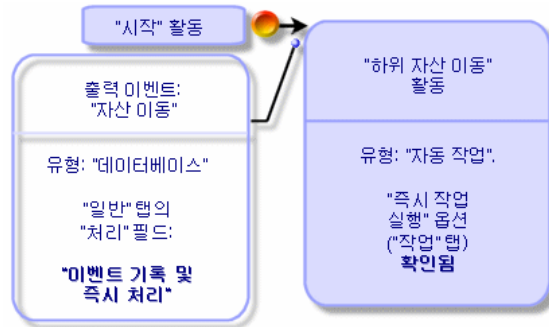 "시작" 활동
출력 이벤트:
"자산 이동"
유형: "데이터베이스"
"일반" 탭의
"처리" 필드:
"이벤트 기록 및
즉시 처리"
"하위 자산 이동"
활동
유형: "자동 작업".
"즉시 작업
실행" 옵션
("작업" 탭)
확인됨